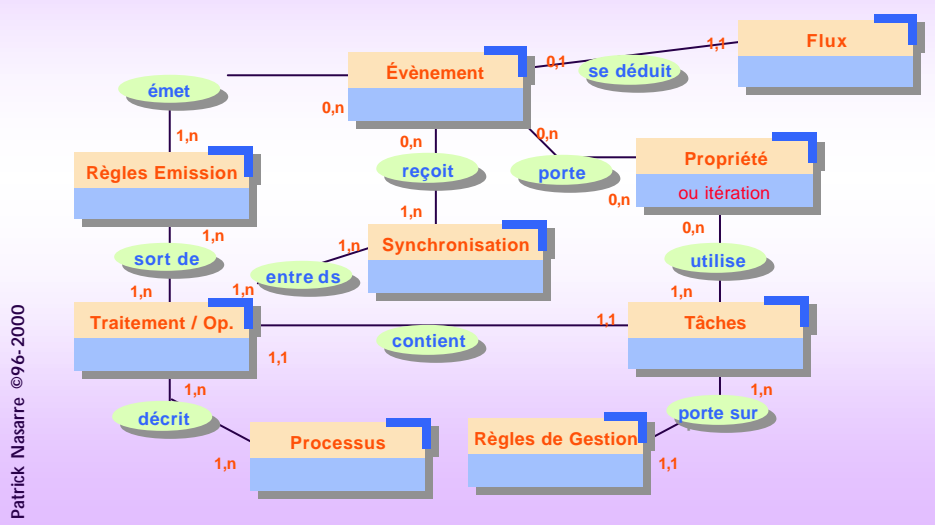 Flux
1,1
0,1
se déduit
Évènement
émet
0,n
1,n
0,n
0,n
Propriété
ou itération
Règles Emission
reçoit
porte
0,n
1,n
0,n
1,n
1,n
Synchronisation
sort de
entre ds
utilise
1,n
1,n
1,n
Traitement / Op.
1,1
Tâches
contient
1,1
1,n
1,n
décrit
porte sur
Processus
Règles de Gestion
1,n
1,1
Patrick Nasarre ©96-2000